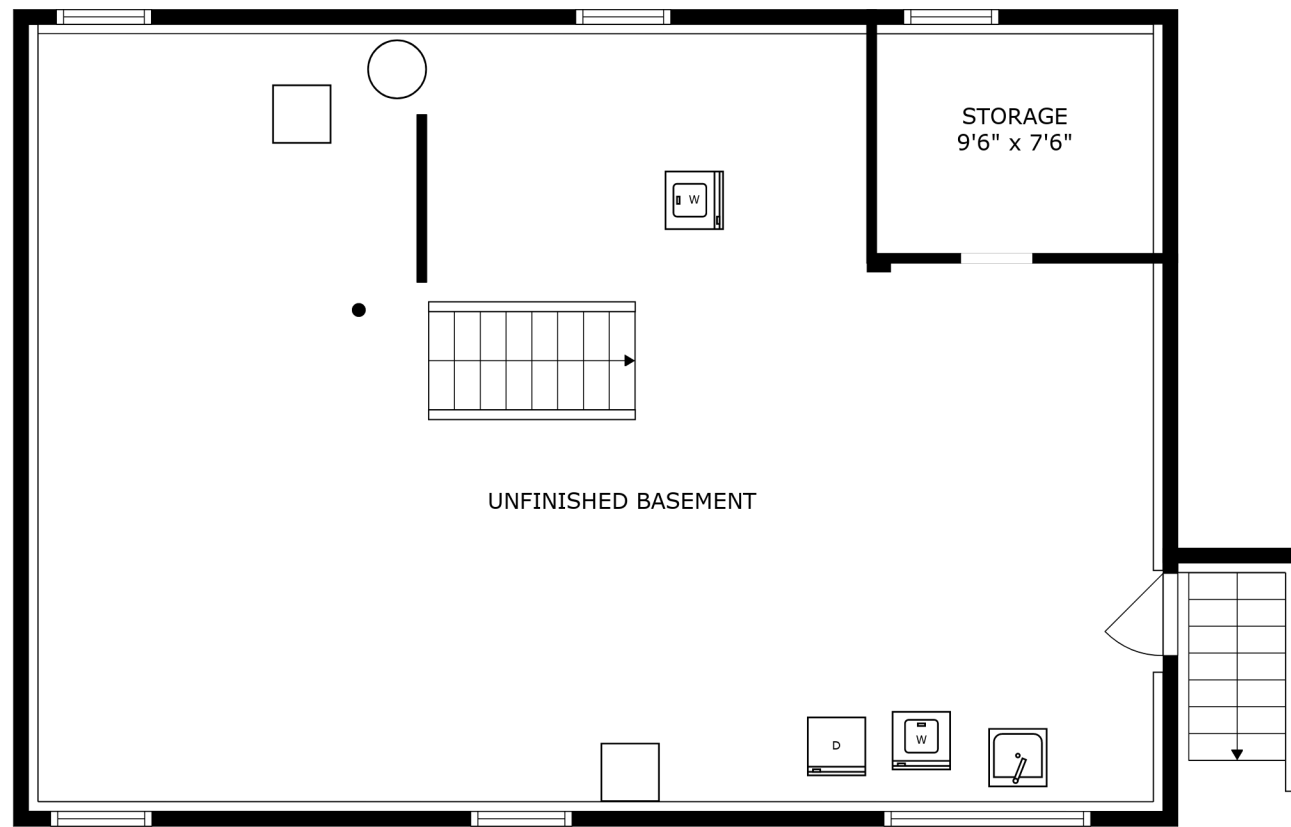 STORAGE
9'6" x 7'6"
W
UNFINISHED BASEMENT
D
W